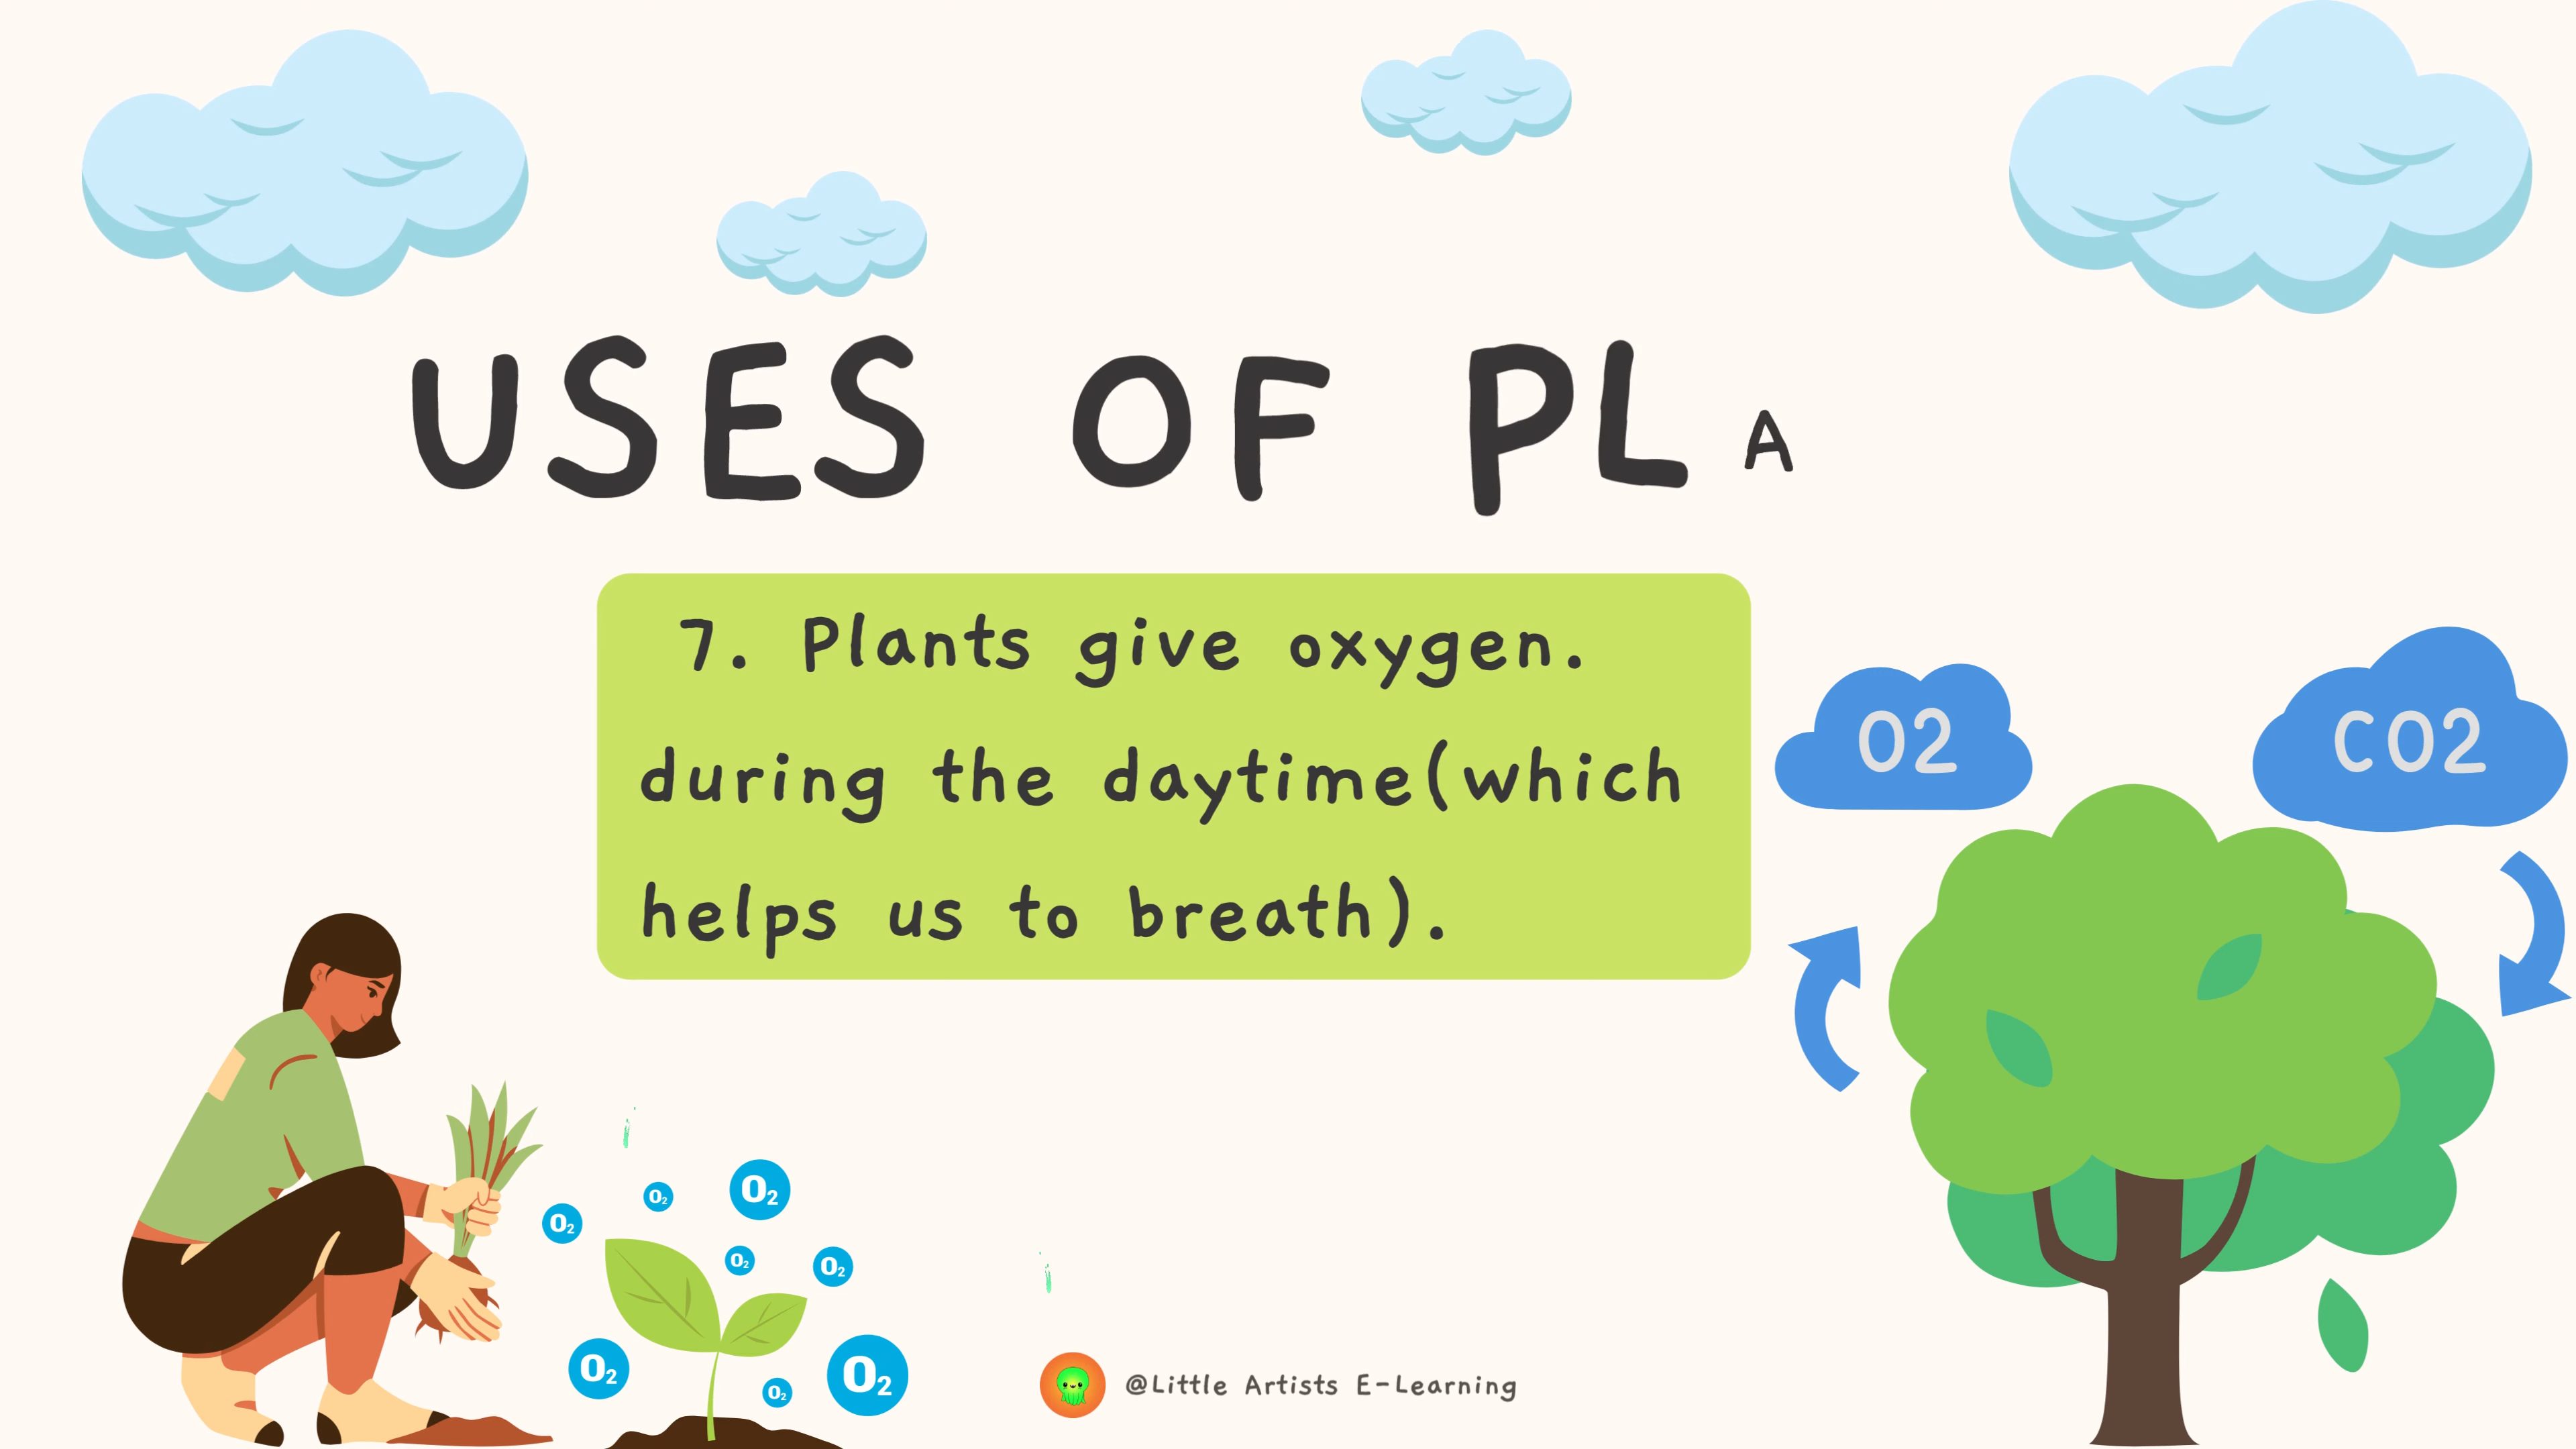 USES OF PLA
7. Plants give oxygen.
during the daytime(which
helps us to breath).
O2
CO2
O2
O2
O2
O2
O2
O2
O2
O2
@Little Artists E-Learning